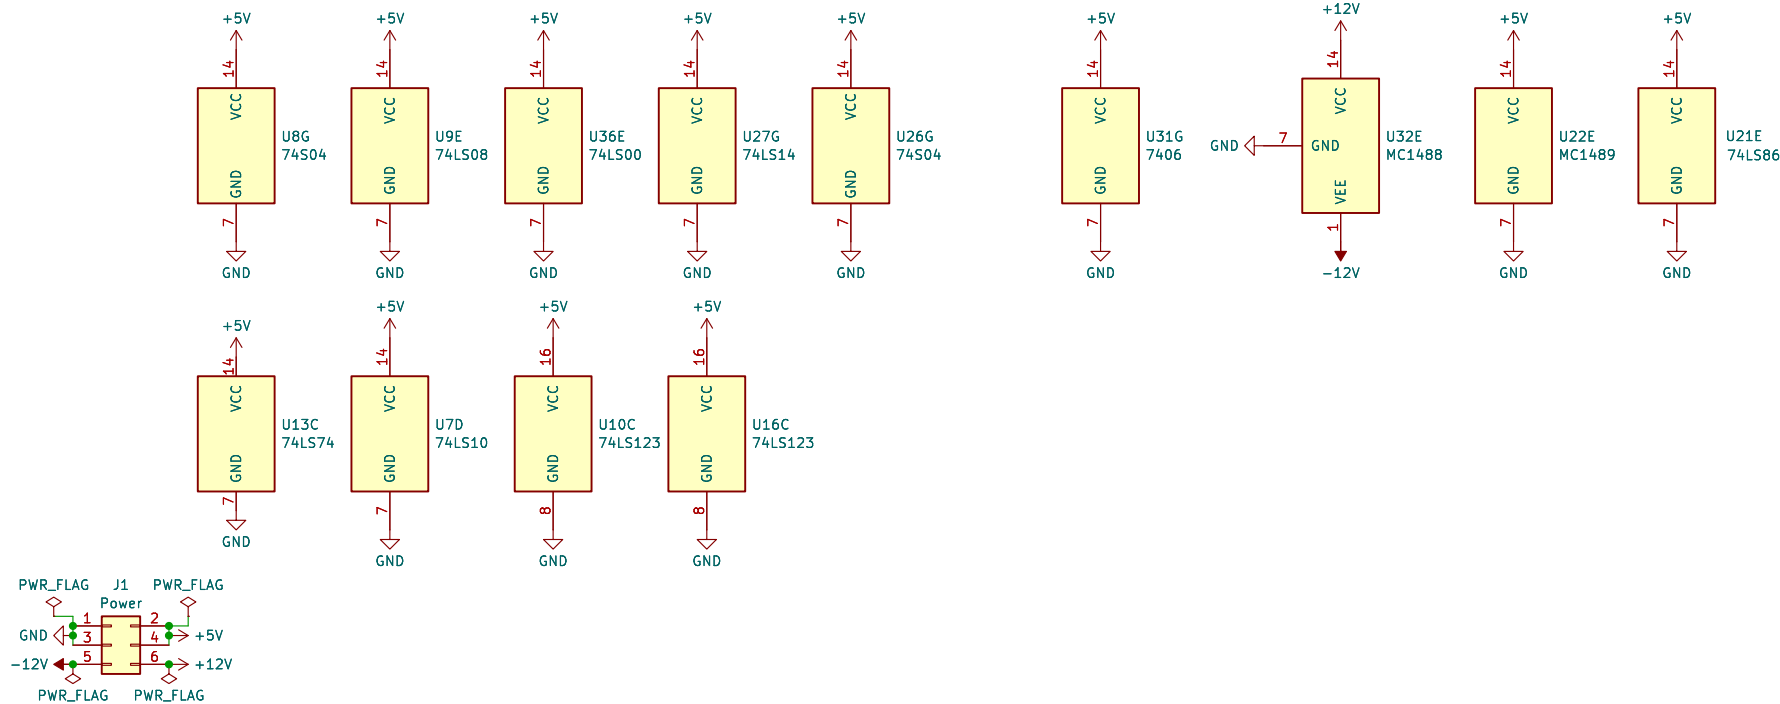 +5V
14
VCC
GND
7
GND
U8G
74S04
+5V
14
VCC
GND
7
GND
U9E
74LS08
+5V
14
VCC
GND
7
GND
U36E
74LS00
+5V
14
VCC
GND
7
GND
U27G
74LS14
+5V
14
VCC
GND
7
GND
U26G
74S04
+5V
14
VCC
GND
7
GND
U31G
7406
+12V
14
VCC
GND
7
GND
VEE
1
-12V
U32E
MC1488
+5V
14
VCC
GND
7
GND
U22E
MC1489
+5V
14
VCC
GND
7
GND
U21E
74LS86
+5V
14
VCC
GND
7
GND
U13C
74LS74
+5V
14
VCC
GND
7
GND
U7D
74LS10
+5V
16
VCC
GND
8
GND
U10C
74LS123
+5V
16
VCC
GND
8
GND
U16C
74LS123
PWR_FLAG
J1
PWR_FLAG
Power
1
2
GND
3
4
+5V
-12V
5
6
+12V
PWR_FLAG
PWR_FLAG